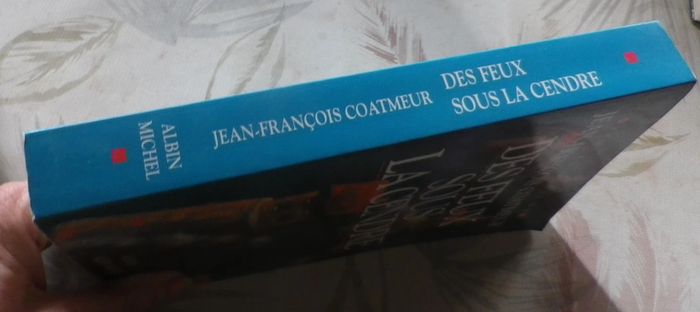 ALBIN
MICHEL
JEAN-FRANÇOIS COATMEUR
DES FEUX
SOUS LA CENDRE
DES FEUX
SOUS
LA CENDRE